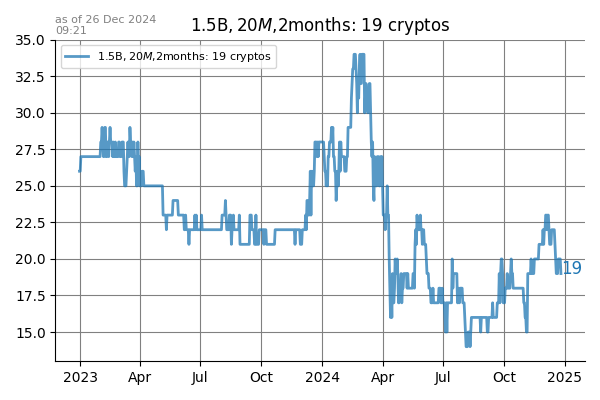 as of 26 Dec 2024
09:21
1.5B, 20M,2months: 19 cryptos
1.5B, 20M,2months: 19 cryptos
35.0
32.5
30.0
27.5
25.0
22.5
20.0
17.5
15.0
19
2023 Apr Jul Oct 2024 Apr Jul Oct 2025